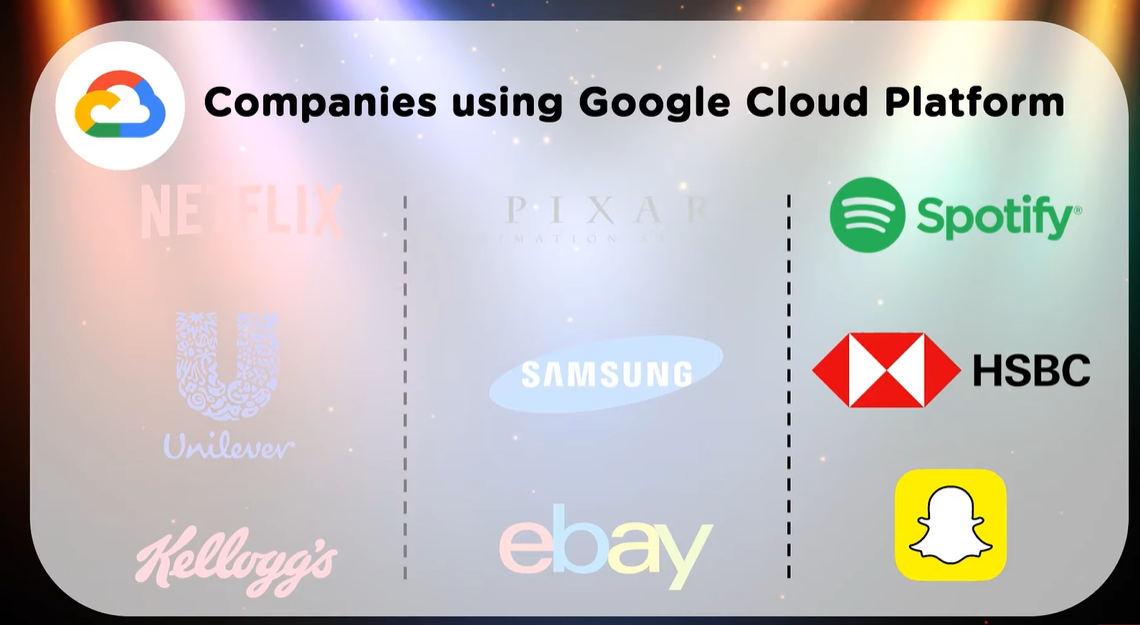 Companies using Google Cloud Platform
NETFLIX
PIXAR
Spotify®
Unilever
SAMSUNG
HSBC
Kellogg's
ebay